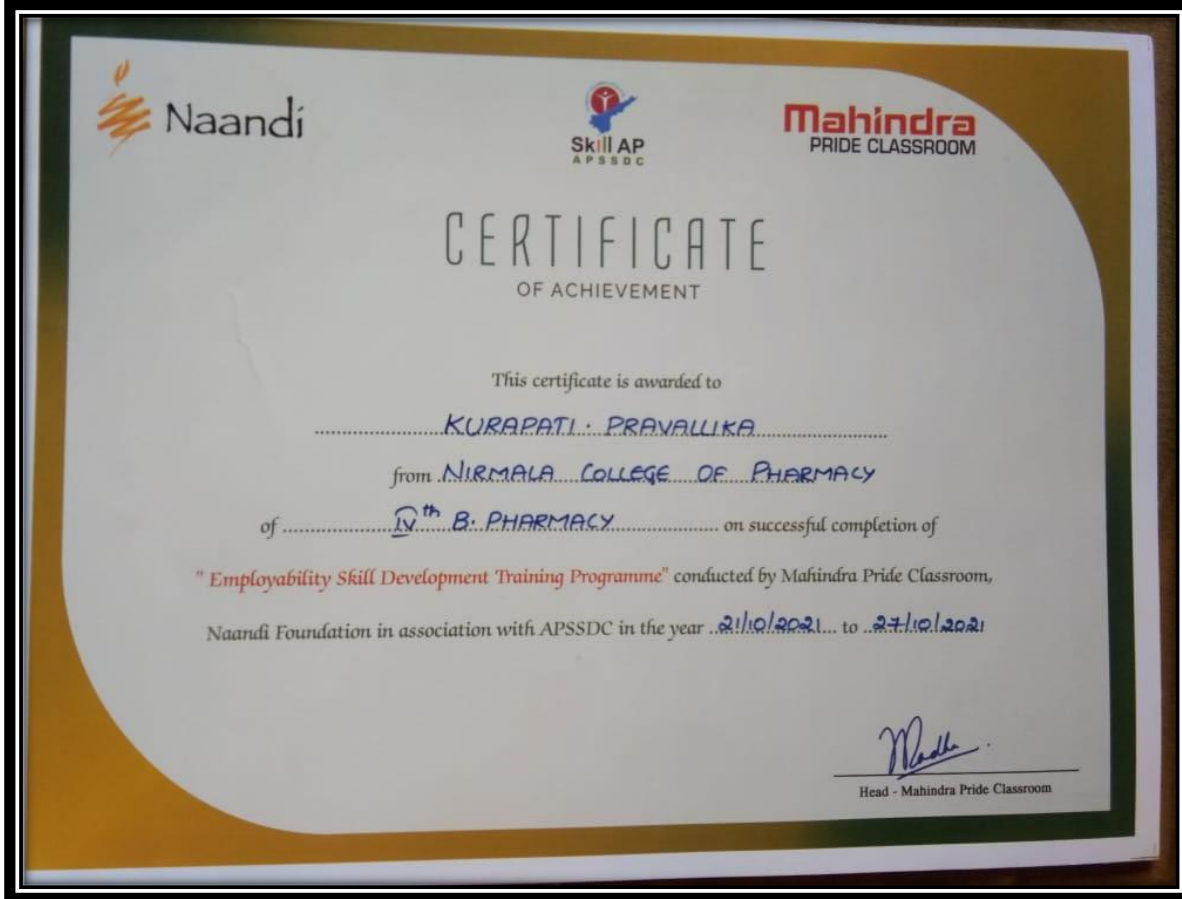 Naandi
Skill AP
APSSDC
Mahindra
PRIDE CLASSROOM
CERTIFICATE
OF ACHIEVEMENT
This certificate is awarded to
KURAPATI. PRAVALLIKA
from NIRMALA COLLEGE OF PHARMACY
of IVth B. PHARMACY on successful completion of
" Employability Skill Development Training Programme" conducted by Mahindra Pride Classroom,
Naandi Foundation in association with APSSDC in the year 21/10/2021 to 27/10/2021
Head - Mahindra Pride Classroom